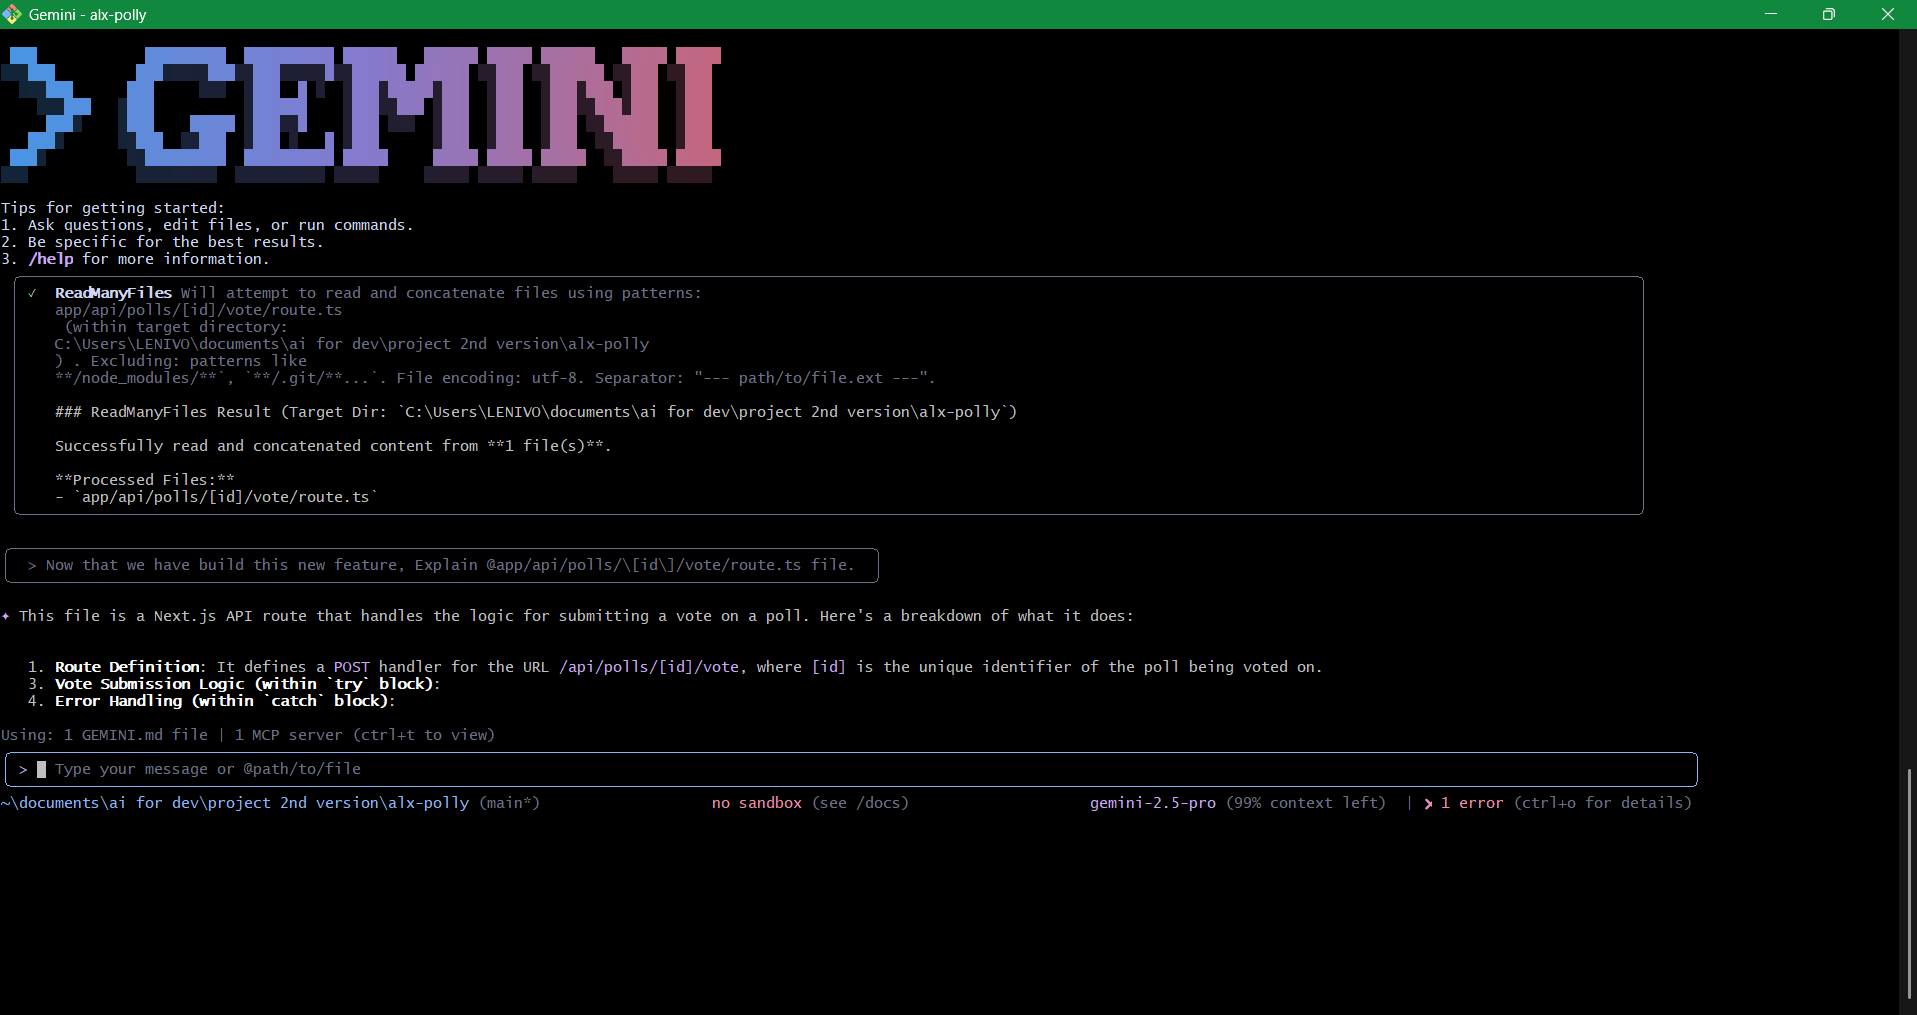 Gemini - alx-polly
> GEMINI
Tips for getting started:
1. Ask questions, edit files, or run commands.
2. Be specific for the best results.
3. /help for more information.
✓ ReadManyFiles Will attempt to read and concatenate files using patterns:
app/api/polls/[id]/vote/route.ts
(within target directory:
C:\Users\LENIVO\documents\ai for dev\project 2nd version\alx-polly
) . Excluding: patterns like
**/node_modules/**`, `**/.git/**...`. File encoding: utf-8. Separator: "--- path/to/file.ext ---".
### ReadManyFiles Result (Target Dir: `C:\Users\LENIVO\documents\ai for dev\project 2nd version\alx-polly`)
Successfully read and concatenated content from **1 file(s)**.
**Processed Files:**
- `app/api/polls/[id]/vote/route.ts`
> Now that we have build this new feature, Explain @app/api/polls/\[id\]/vote/route.ts file.
✦ This file is a Next.js API route that handles the logic for submitting a vote on a poll. Here's a breakdown of what it does:
1. Route Definition: It defines a POST handler for the URL /api/polls/[id]/vote, where [id] is the unique identifier of the poll being voted on.
3. Vote Submission Logic (within `try` block):
4. Error Handling (within `catch` block):
Using: 1 GEMINI.md file | 1 MCP server (ctrl+t to view)
> Type your message or @path/to/file
~\documents\ai for dev\project 2nd version\alx-polly (main*) no sandbox (see /docs) gemini-2.5-pro (99% context left) | ✖ 1 error (ctrl+o for details)